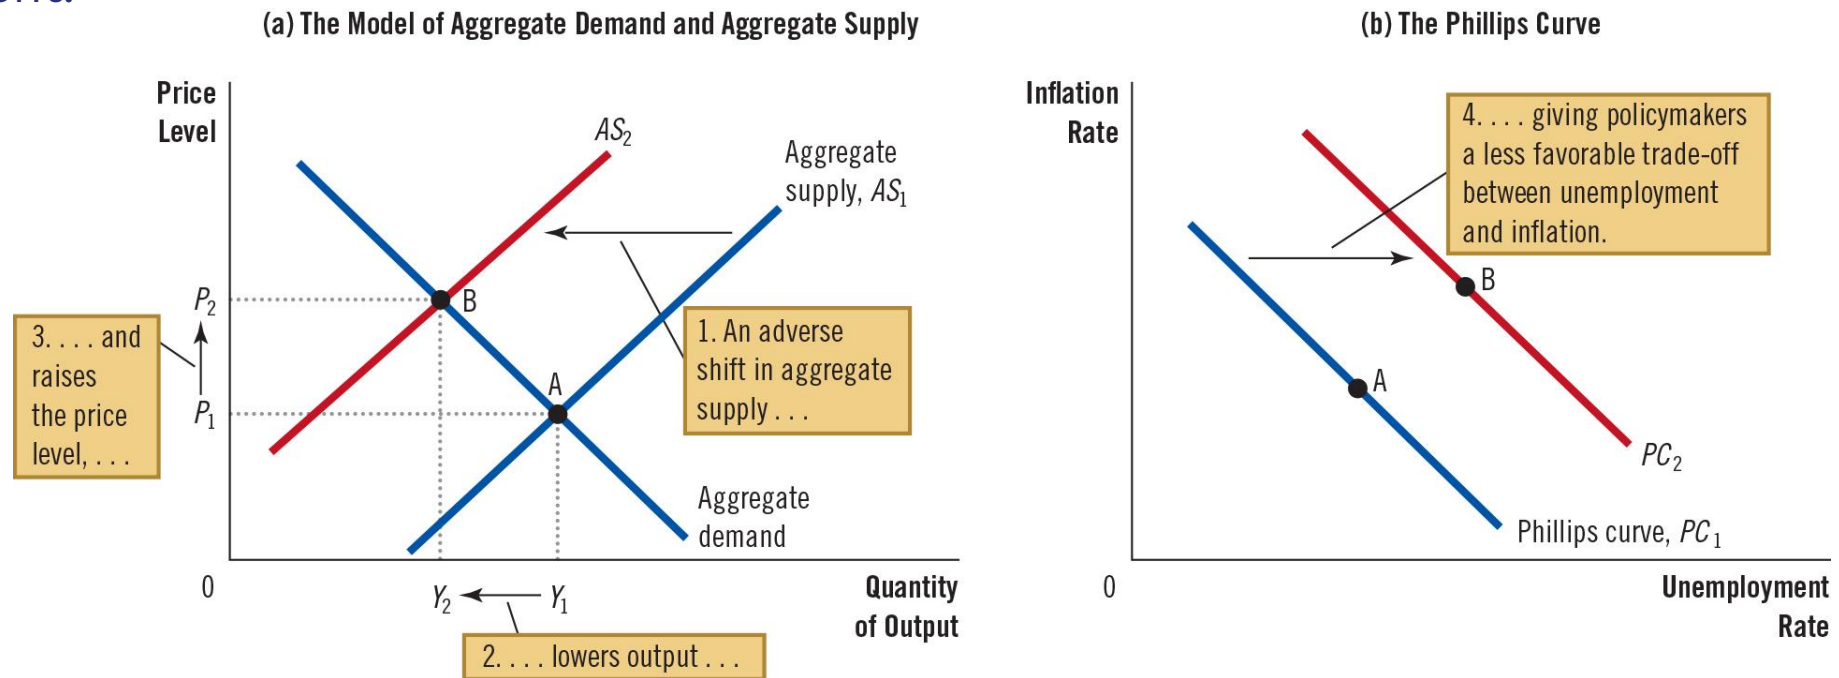 (a) The Model of Aggregate Demand and Aggregate Supply
Price
Level
AS₂
Aggregate
supply, AS₁
P₂
B
3. . . . and
raises
the price
level, . . .
P₁
A
1. An adverse
shift in aggregate
supply . . .
Aggregate
demand
0
Y₂
Y₁
Quantity
of Output
2. . . . lowers output . . .
(b) The Phillips Curve
Inflation
Rate
4. . . . giving policymakers
a less favorable trade-off
between unemployment
and inflation.
B
A
PC₂
Phillips curve, PC₁
0
Unemployment
Rate